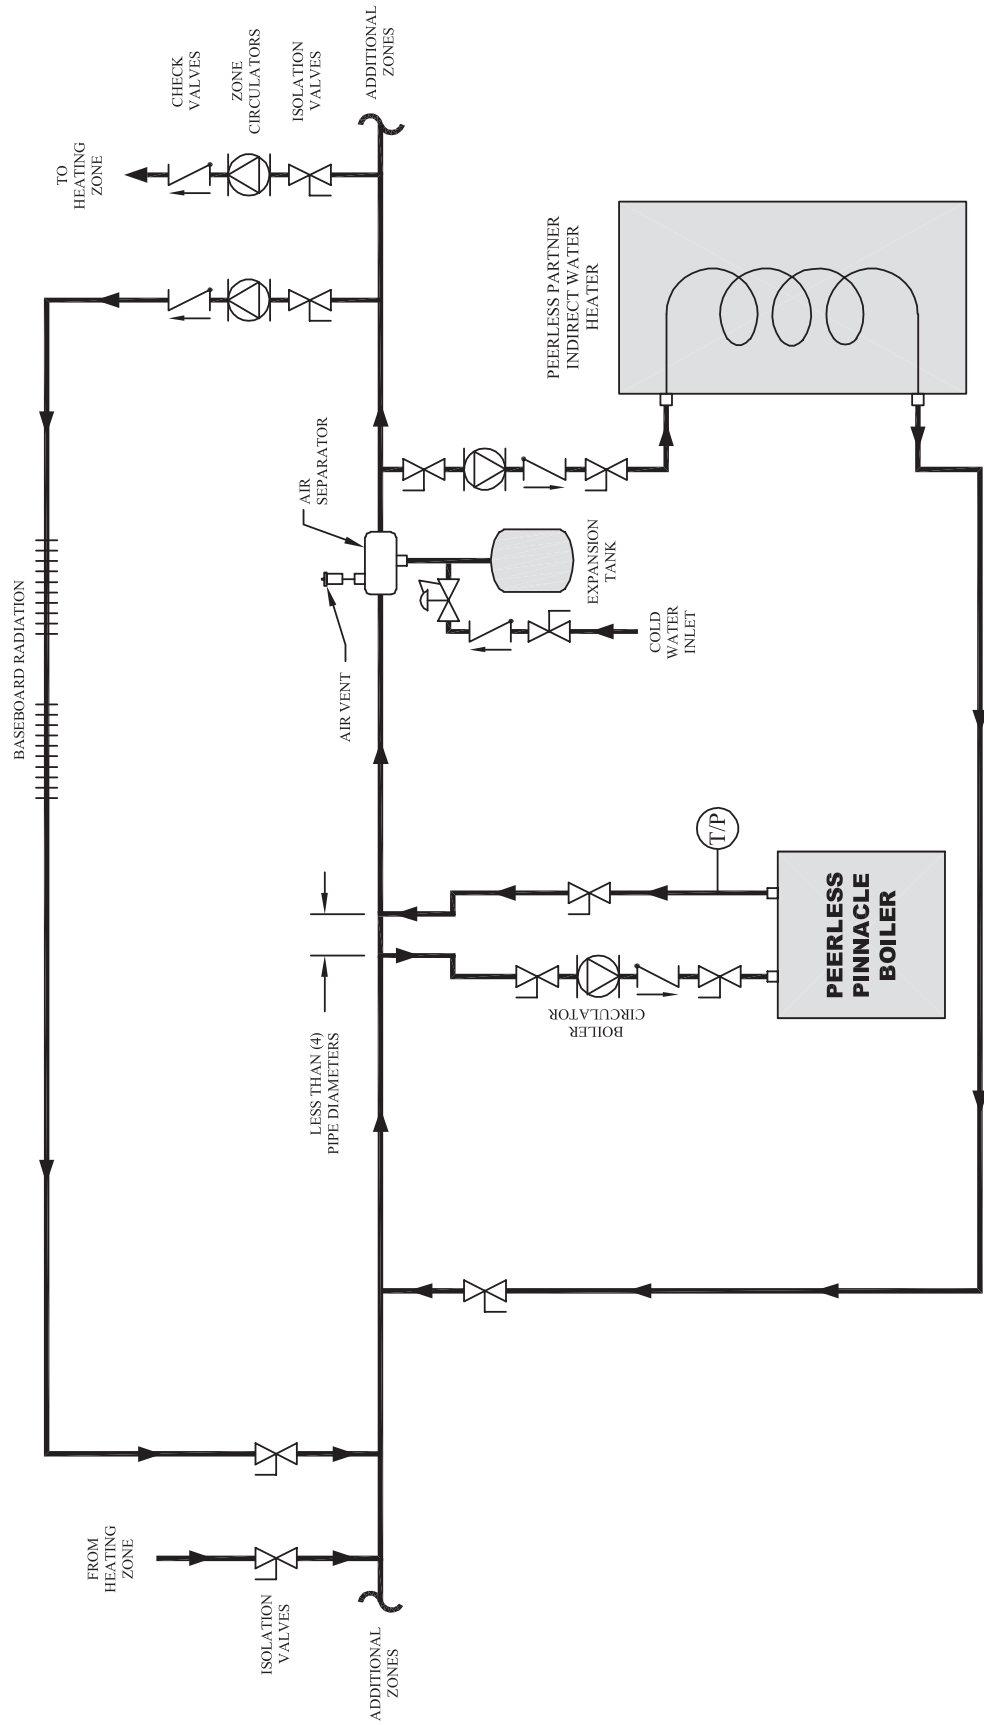 TO
HEATING
ZONE
CHECK
VALVES
ZONE
CIRCULATORS
ISOLATION
VALVES
ADDITIONAL
ZONES
BASEBOARD RADIATION
AIR
SEPARATOR
AIR VENT
EXPANSION
TANK
COLD
WATER
INLET
PEERLESS PARTNER
INDIRECT WATER
HEATER
LESS THAN (4)
PIPE DIAMETERS
BOILER
CIRCULATOR
T/P
PEERLESS
PINNACLE
BOILER
FROM
HEATING
ZONE
ISOLATION
VALVES
ADDITIONAL
ZONES